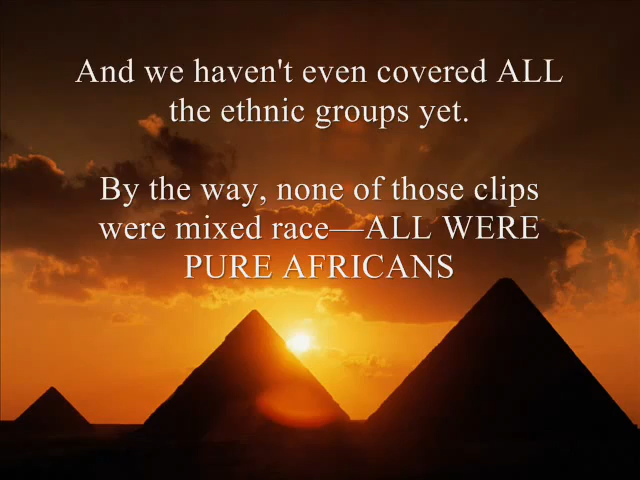 And we haven't even covered ALL
the ethnic groups yet.
By the way, none of those clips
were mixed race—ALL WERE
PURE AFRICANS